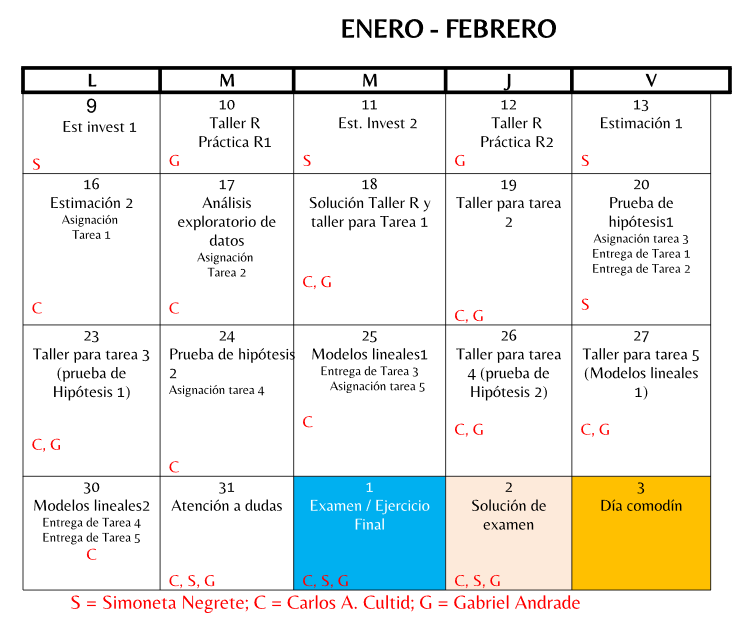 ENERO - FEBRERO
L M M J V
9
Est invest 1
S
10
Taller R
Práctica R1
G
11
Est. Invest 2
S
12
Taller R
Práctica R2
G
13
Estimación 1
S
16
Estimación 2
Asignación
Tarea 1
C
17
Análisis
exploratorio de
datos
Asignación
Tarea 2
C
18
Solución Taller R y
taller para Tarea 1
C, G
19
Taller para tarea
2
C, G
20
Prueba de
hipótesis1
Asignación tarea 3
Entrega de Tarea 1
Entrega de Tarea 2
S
23
Taller para tarea 3
(prueba de
Hipótesis 1)
C, G
24
Prueba de hipótesis
2
Asignación tarea 4
C
25
Modelos lineales1
Entrega de Tarea 3
Asignación tarea 5
C
26
Taller para tarea
4 (prueba de
Hipótesis 2)
C, G
27
Taller para tarea 5
(Modelos lineales
1)
C, G
30
Modelos lineales2
Entrega de Tarea 4
Entrega de Tarea 5
C
31
Atención a dudas
C, S, G
1
Examen / Ejercicio
Final
C, S, G
2
Solución de
examen
C, S, G
3
Día comodín
S = Simoneta Negrete; C = Carlos A. Cultid; G = Gabriel Andrade